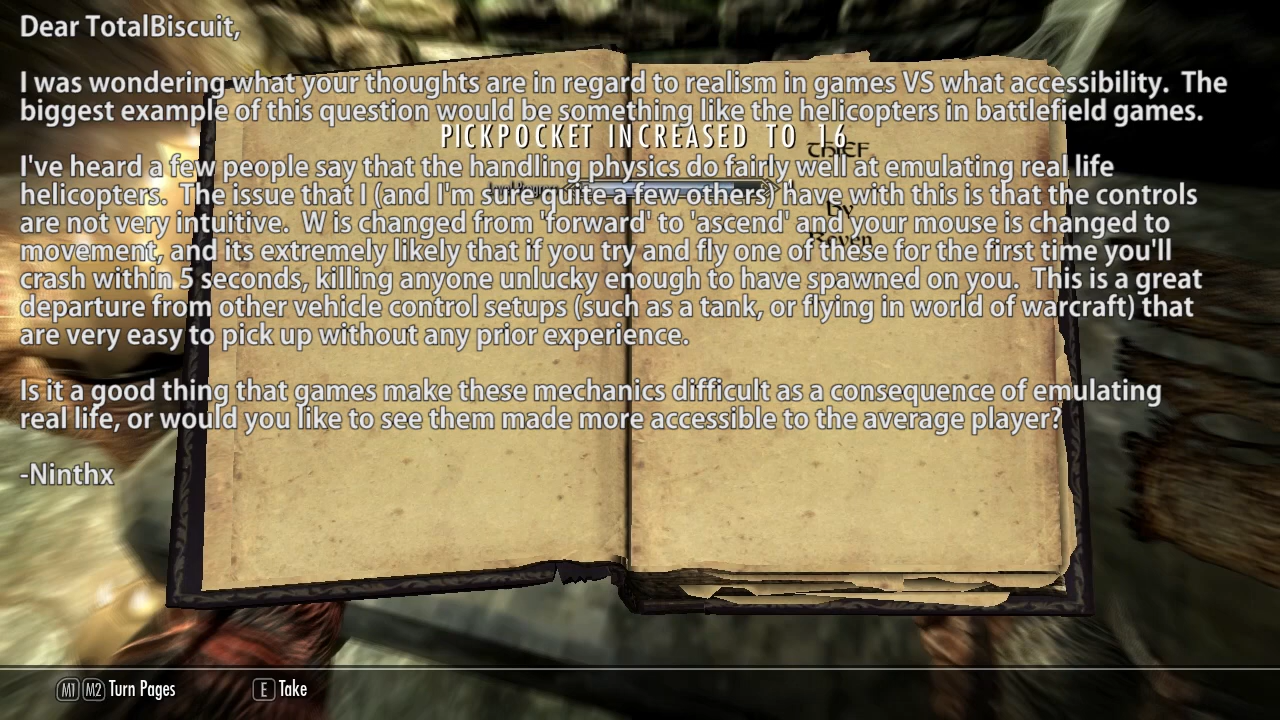 Dear TotalBiscuit,
I was wondering what your thoughts are in regard to realism in games VS what accessibility. The
biggest example of this question would be something like the helicopters in battlefield games.
PICKPOCKET INCREASED TO 16
THIEF
I've heard a few people say that the handling physics do fairly well at emulating real life
helicopters. The issue that I (and I'm sure quite a few others) have with this is that the controls
are not very intuitive. W is changed from 'forward' to 'ascend' and your mouse is changed to
by
movement, and its extremely likely that if you try and fly one of these for the first time you'll
Reven
crash within 5 seconds, killing anyone unlucky enough to have spawned on you. This is a great
departure from other vehicle control setups (such as a tank, or flying in world of warcraft) that
are very easy to pick up without any prior experience.
Is it a good thing that games make these mechanics difficult as a consequence of emulating
real life, or would you like to see them made more accessible to the average player?
-Ninthx
M1 M2 Turn Pages
E Take